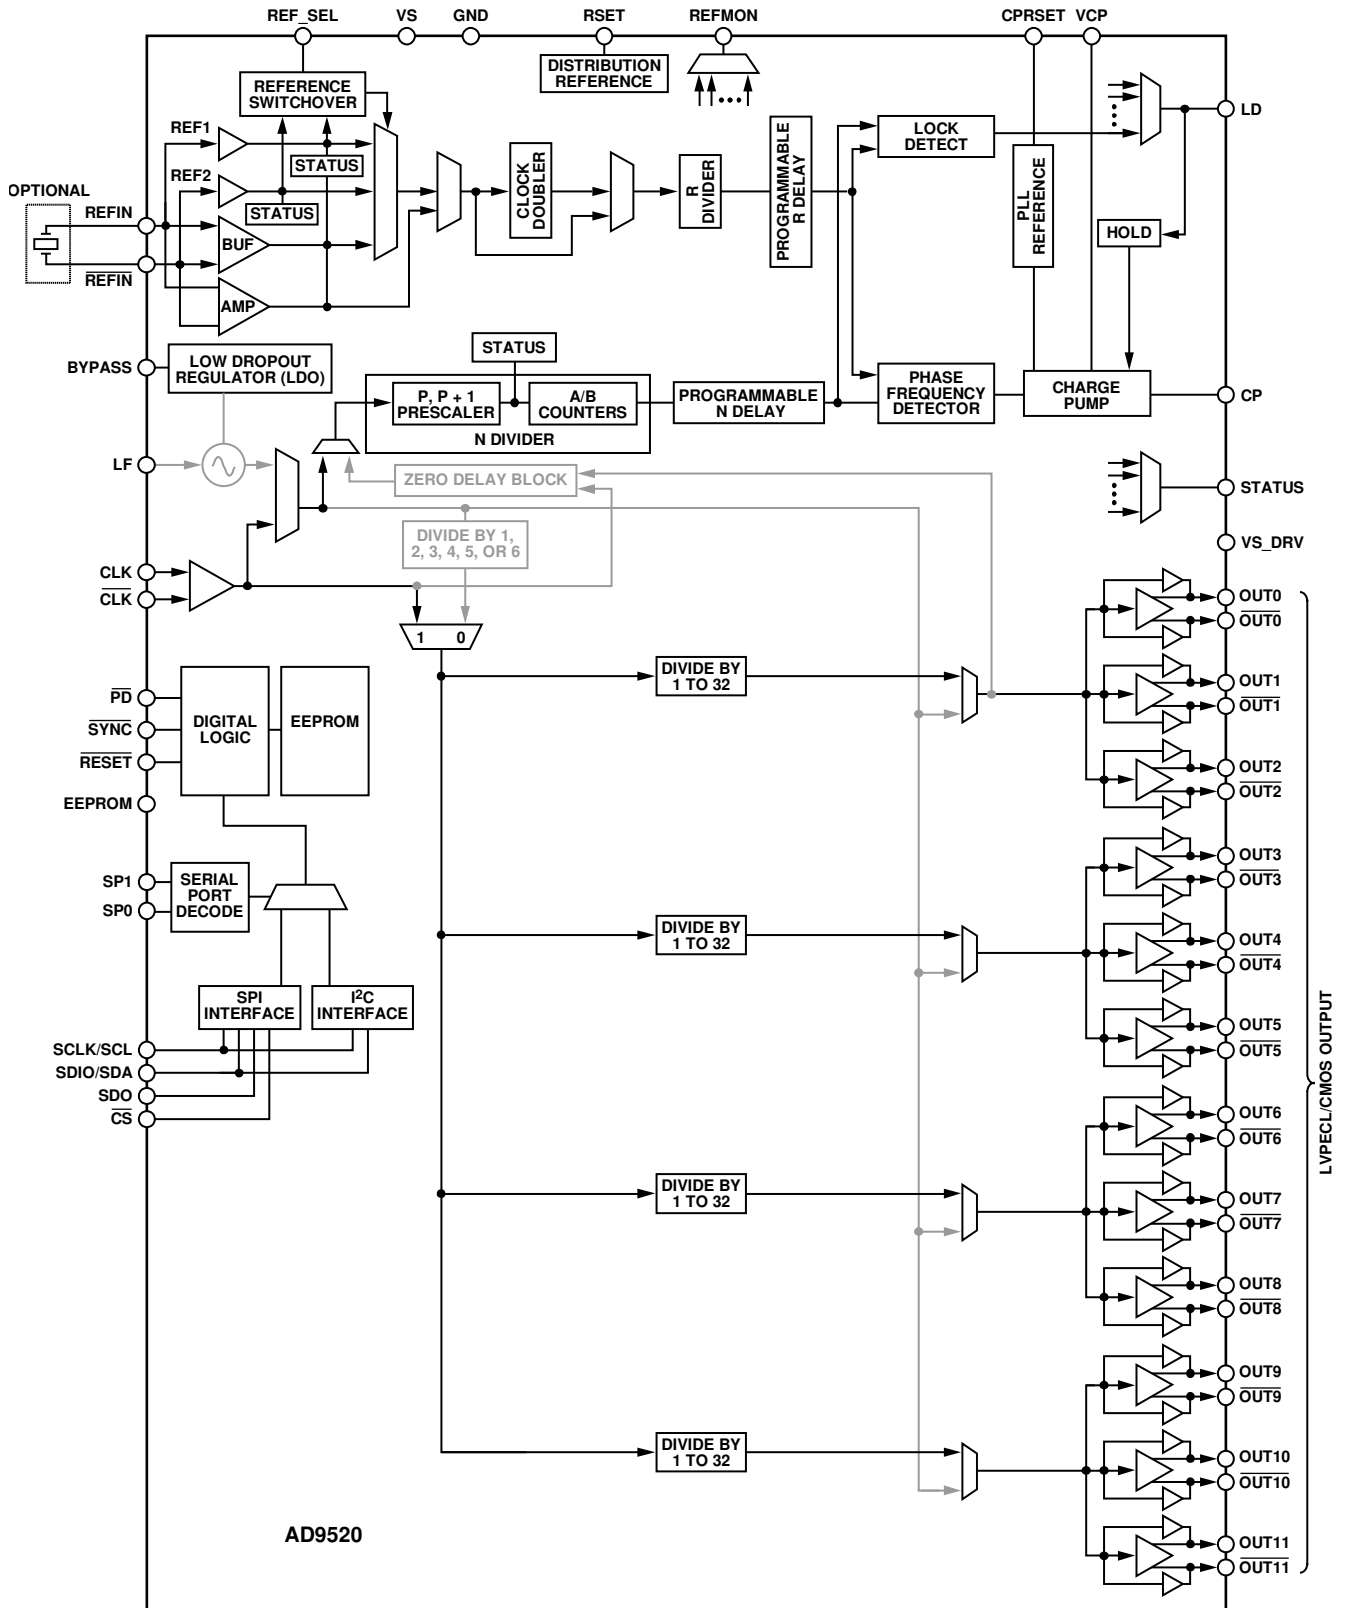 REF_SEL
VS
GND
RSET
REFMON
CPRSET
VCP
DISTRIBUTION
REFERENCE
REFERENCE
SWITCHOVER
LD
LOCK
DETECT
REF1
STATUS
REF2
STATUS
OPTIONAL
REFIN
REFIN
BUF
AMP
CLOCK
DOUBLER
R
DIVIDER
PROGRAMMABLE
R DELAY
PLL
REFERENCE
HOLD
BYPASS
LOW DROPOUT
REGULATOR (LDO)
STATUS
P, P + 1
PRESCALER
A/B
COUNTERS
N DIVIDER
PROGRAMMABLE
N DELAY
PHASE
FREQUENCY
DETECTOR
CHARGE
PUMP
CP
LF
ZERO DELAY BLOCK
STATUS
DIVIDE BY 1,
2, 3, 4, 5, OR 6
VS_DRV
CLK
CLK
1 0
OUT0
OUT0
DIVIDE BY
1 TO 32
OUT1
OUT1
PD
SYNC
RESET
DIGITAL
LOGIC
EEPROM
OUT2
OUT2
EEPROM
OUT3
OUT3
SP1
SP0
SERIAL
PORT
DECODE
DIVIDE BY
1 TO 32
OUT4
OUT4
SPI
INTERFACE
I²C
INTERFACE
OUT5
OUT5
SCLK/SCL
SDIO/SDA
SDO
CS
LVPECL/CMOS OUTPUT
OUT6
OUT6
DIVIDE BY
1 TO 32
OUT7
OUT7
OUT8
OUT8
OUT9
OUT9
DIVIDE BY
1 TO 32
OUT10
OUT10
AD9520
OUT11
OUT11